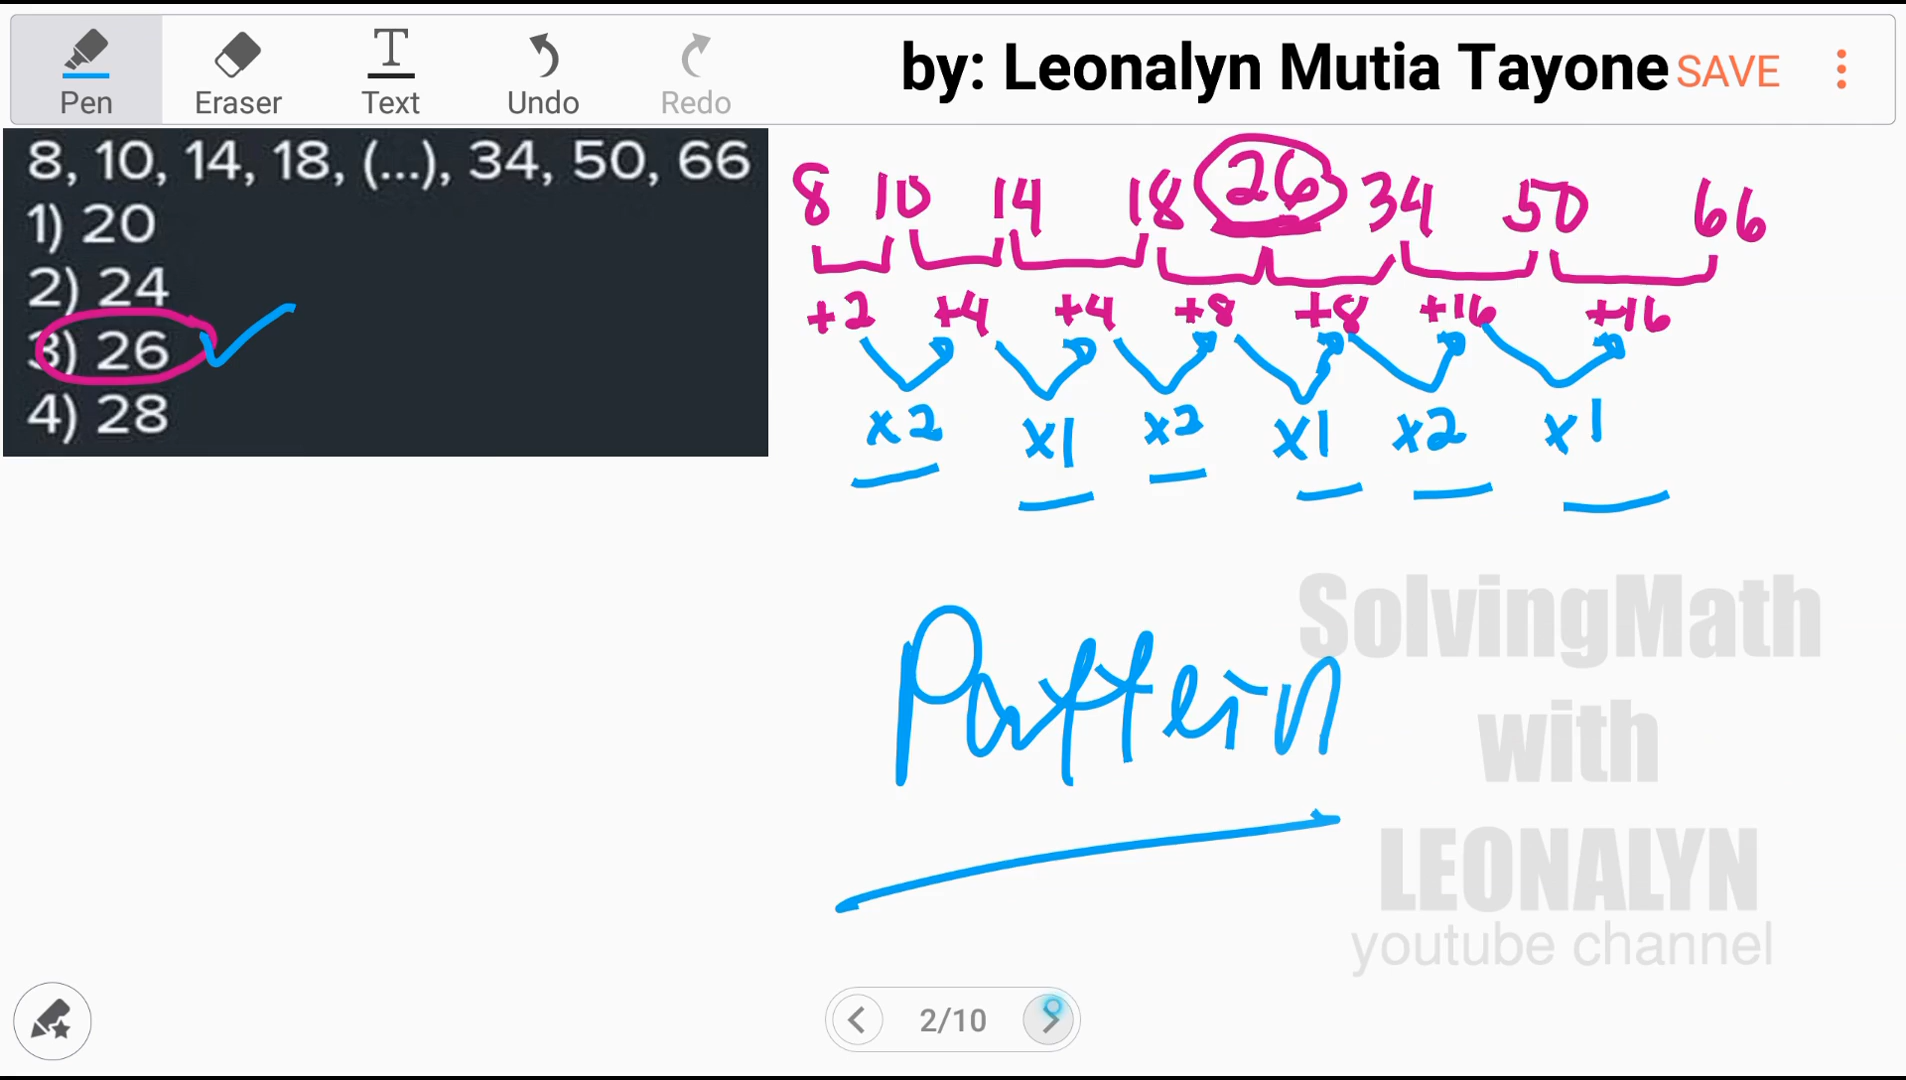 Pen
Eraser
Text
Undo
Redo
by: Leonalyn Mutia Tayone
SAVE
8, 10, 14, 18, (...), 34, 50, 66
1) 20
2) 24
3) 26
4) 28
8 10 14 18 26 34 50 66
+2 +4 +4 +8 +8 +16 +16
x2 x1 x2 x1 x2 x1
Pattern
SolvingMath
with
LEONALYN
youtube channel
2/10